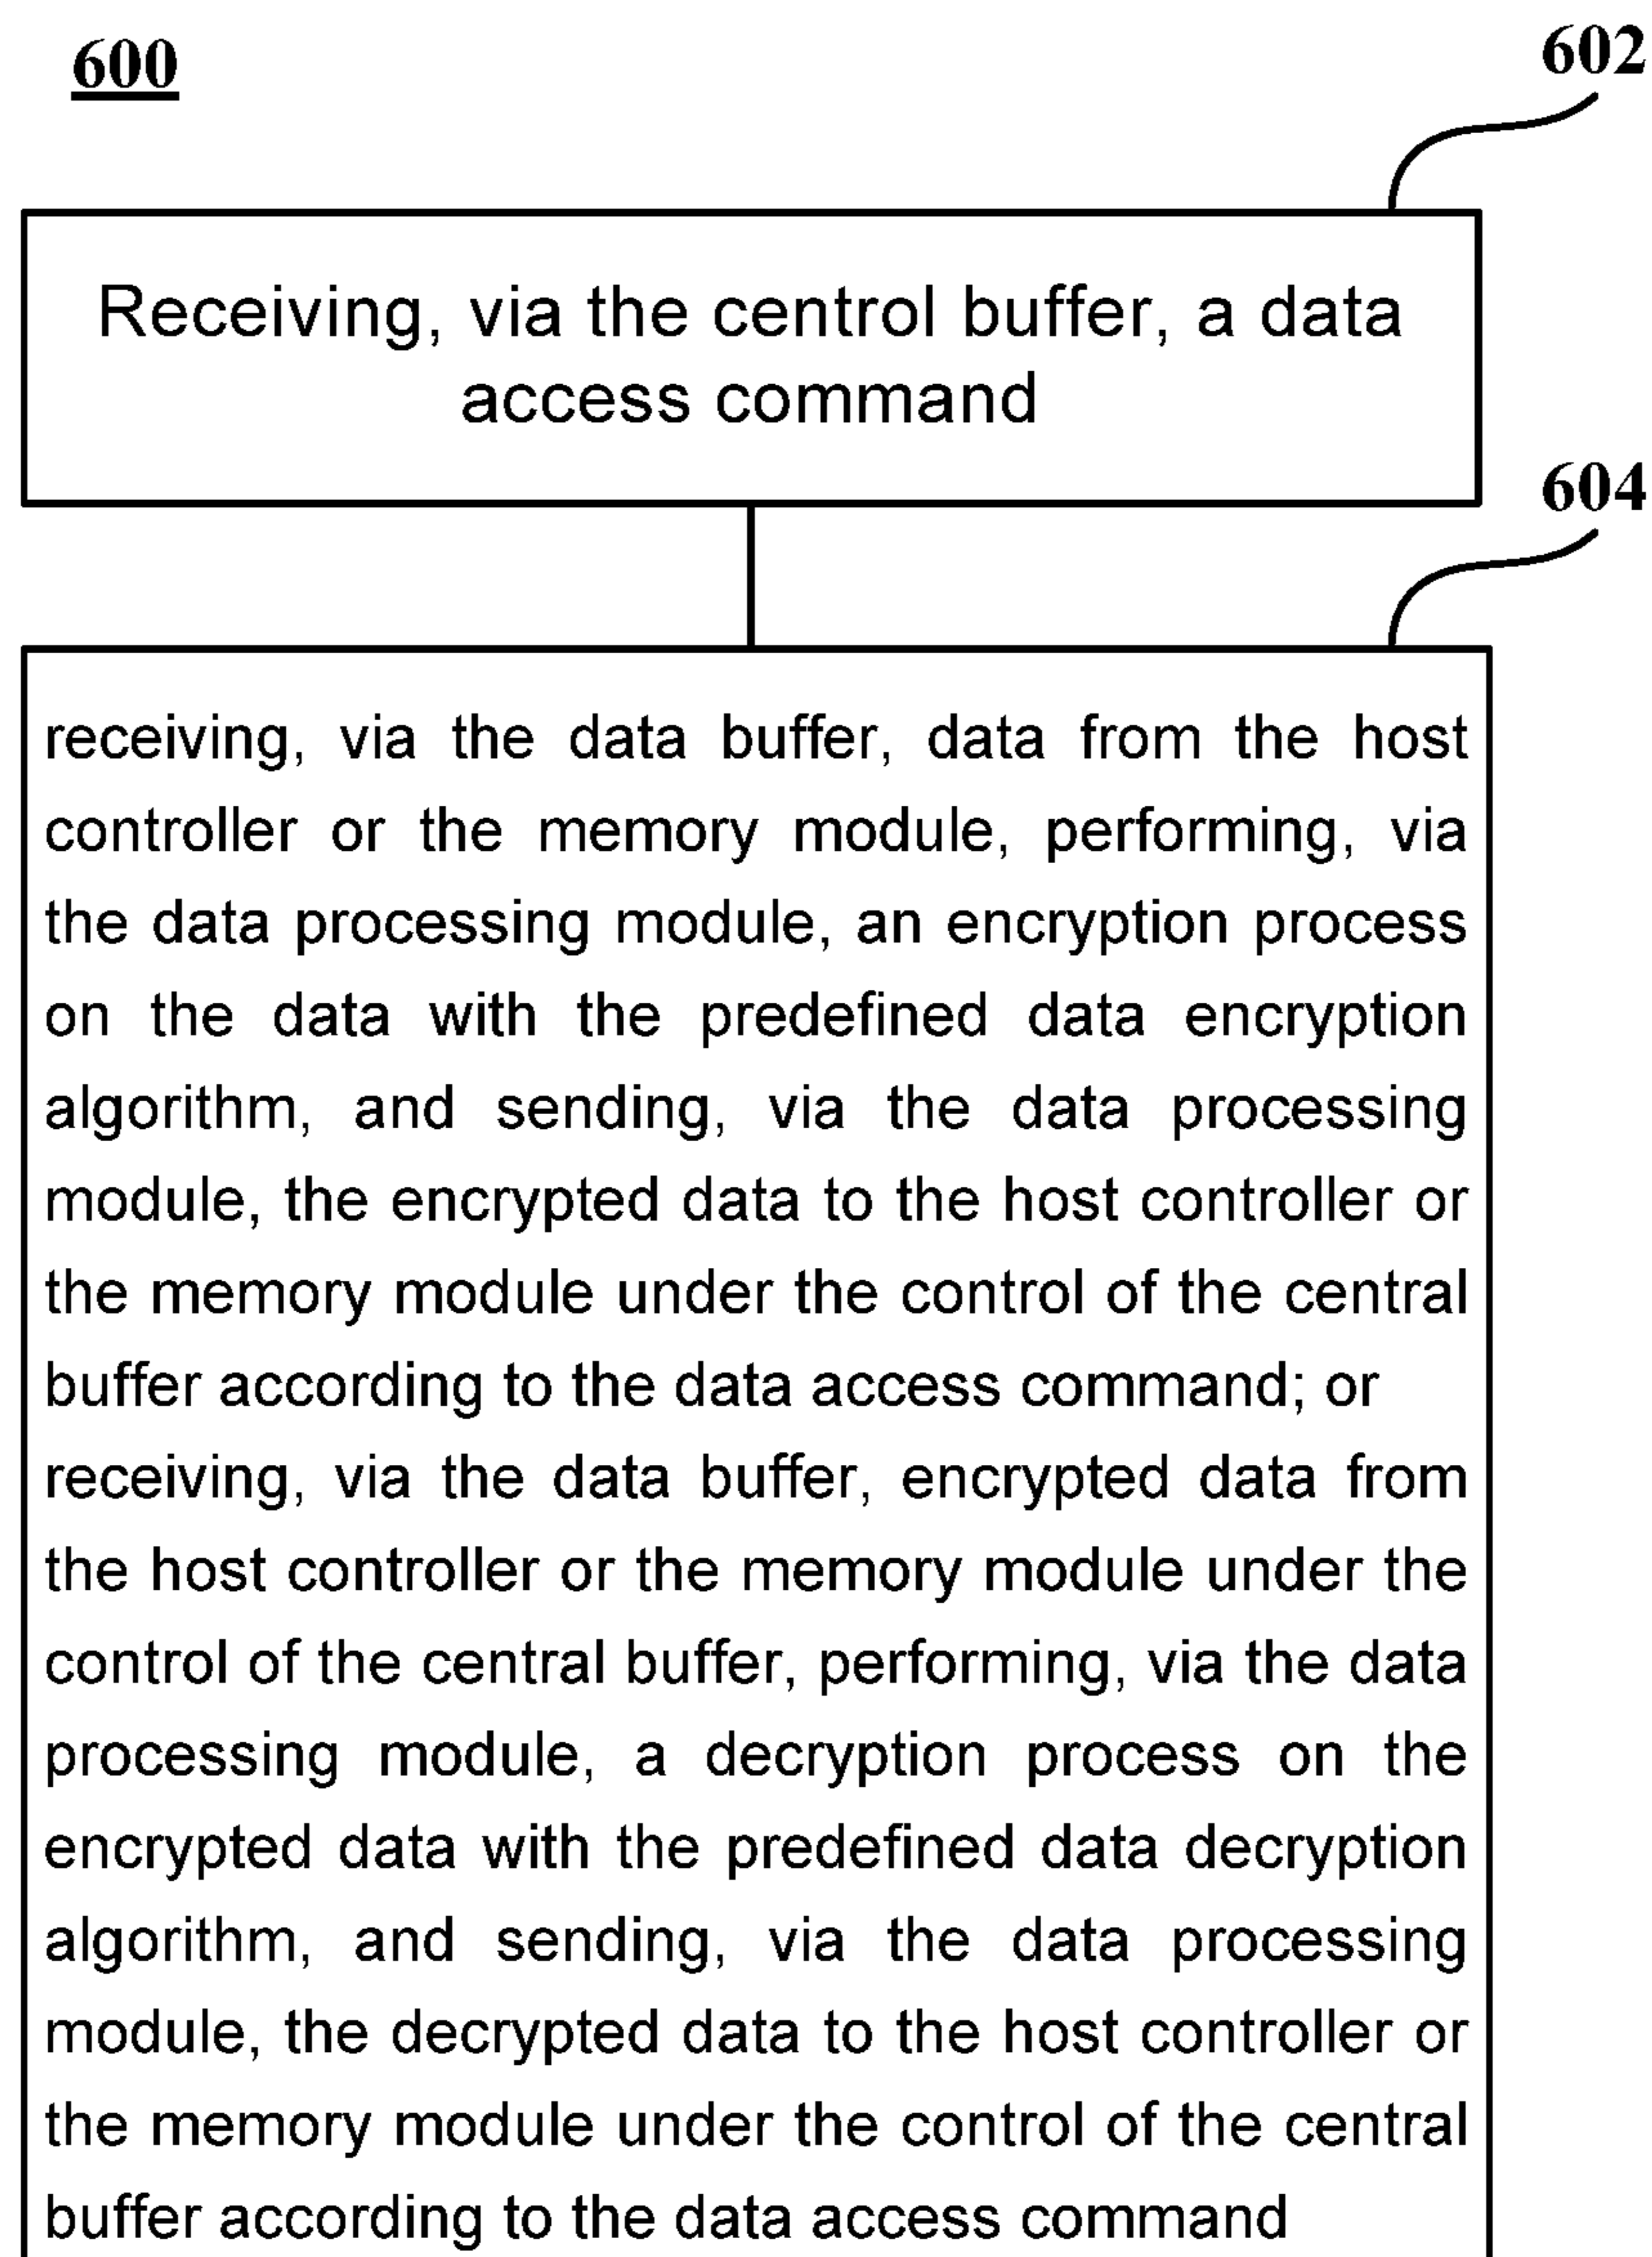 600
602
Receiving, via the centrol buffer, a data
access command
604
receiving, via the data buffer, data from the host
controller or the memory module, performing, via
the data processing module, an encryption process
on the data with the predefined data encryption
algorithm, and sending, via the data processing
module, the encrypted data to the host controller or
the memory module under the control of the central
buffer according to the data access command; or
receiving, via the data buffer, encrypted data from
the host controller or the memory module under the
control of the central buffer, performing, via the data
processing module, a decryption process on the
encrypted data with the predefined data decryption
algorithm, and sending, via the data processing
module, the decrypted data to the host controller or
the memory module under the control of the central
buffer according to the data access command